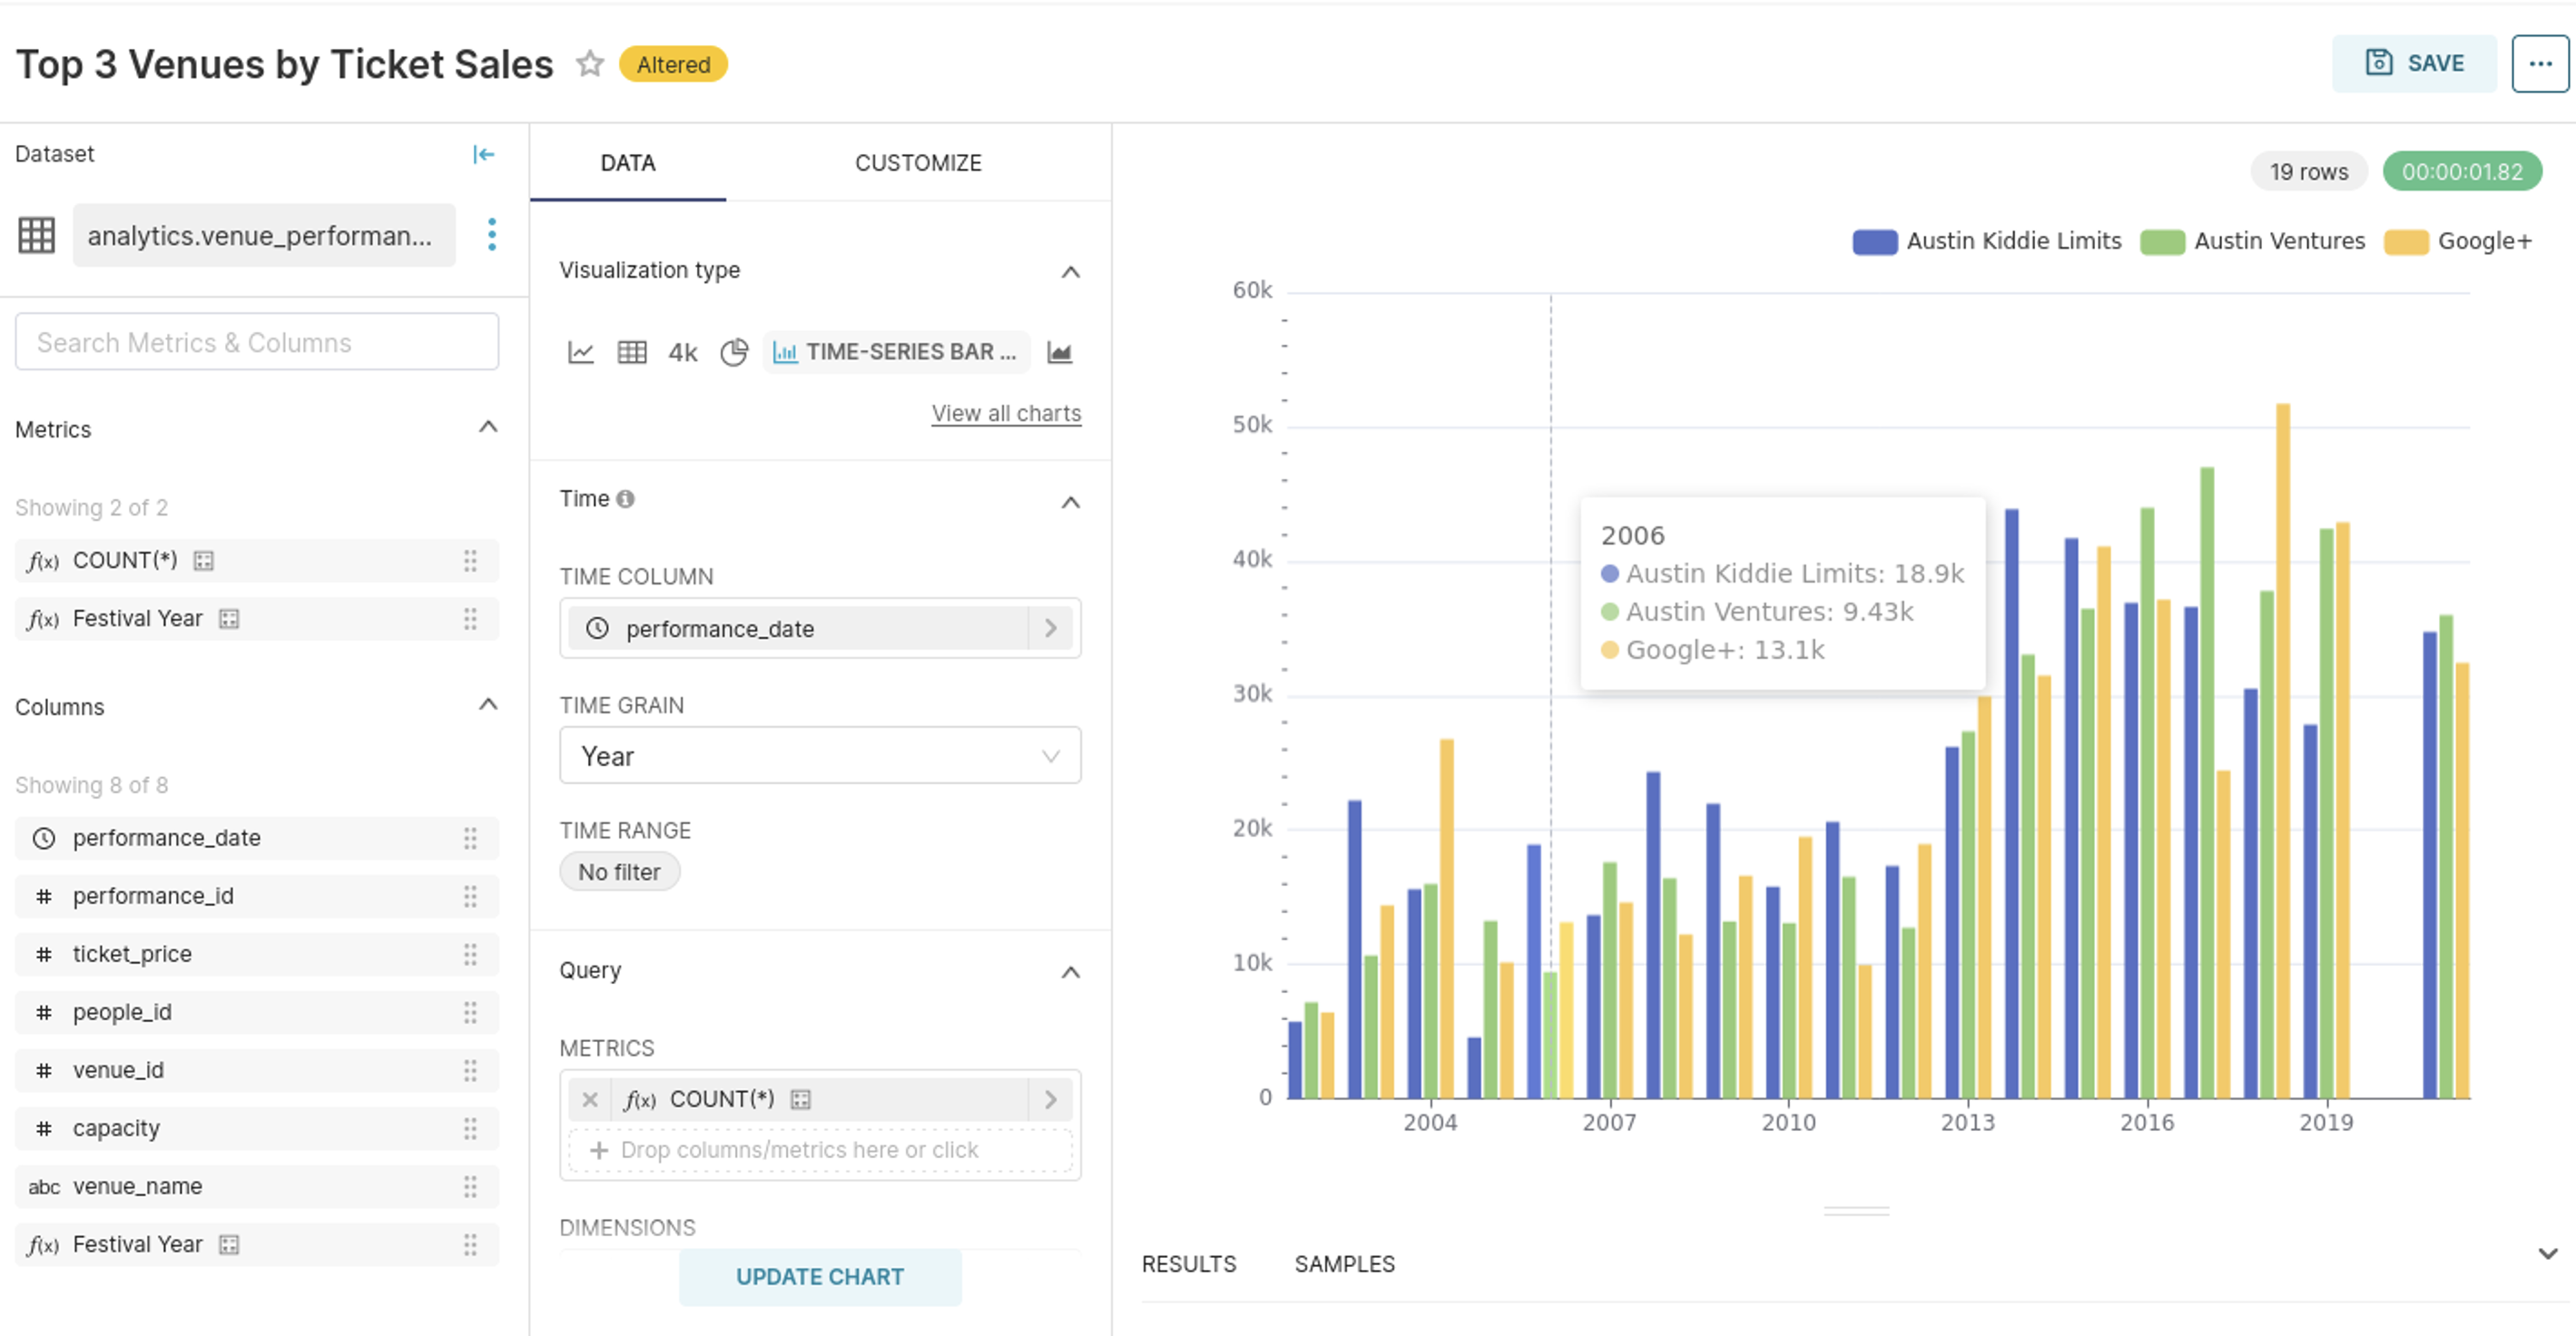 Top 3 Venues by Ticket Sales
Altered
SAVE
Dataset
analytics.venue_performan...
Search Metrics & Columns
Metrics
Showing 2 of 2
f(x) COUNT(*)
f(x) Festival Year
Columns
Showing 8 of 8
performance_date
# performance_id
# ticket_price
# people_id
# venue_id
# capacity
abc venue_name
f(x) Festival Year
DATA
CUSTOMIZE
Visualization type
4k
TIME-SERIES BAR ...
View all charts
Time
TIME COLUMN
performance_date
TIME GRAIN
Year
TIME RANGE
No filter
Query
METRICS
f(x) COUNT(*)
+ Drop columns/metrics here or click
DIMENSIONS
UPDATE CHART
19 rows
00:00:01.82
Austin Kiddie Limits
Austin Ventures
Google+
60k
50k
40k
30k
20k
10k
0
2006
Austin Kiddie Limits: 18.9k
Austin Ventures: 9.43k
Google+: 13.1k
2004
2007
2010
2013
2016
2019
RESULTS
SAMPLES